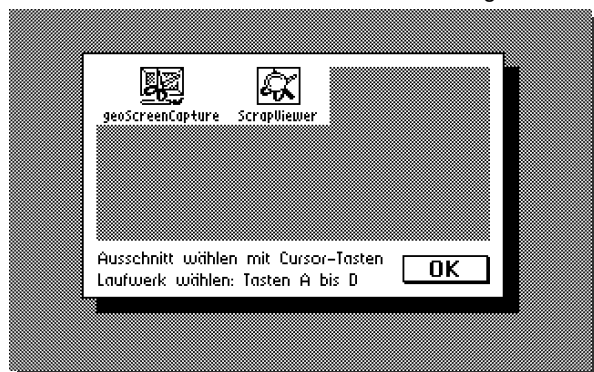 geoScreenCapture ScrapViewer
Ausschnitt wählen mit Cursor-Tasten
Laufwerk wählen: Tasten A bis D
OK